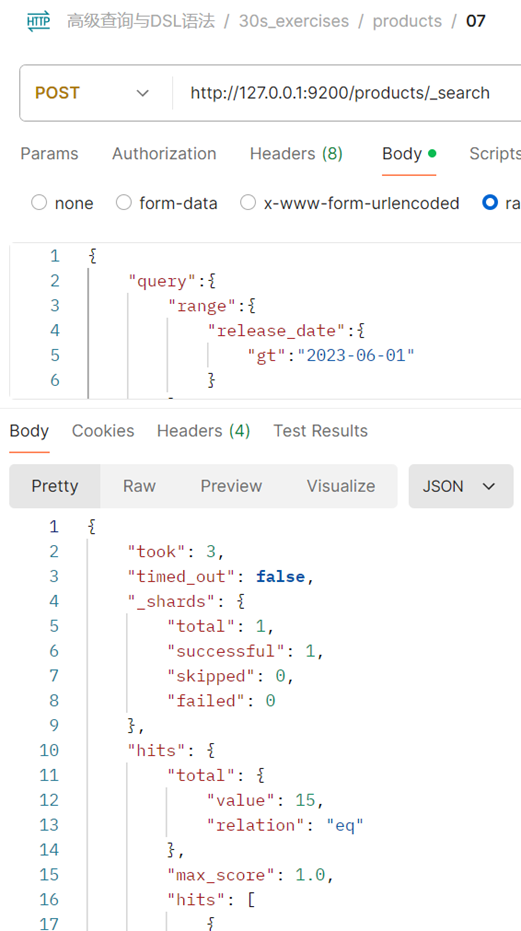 HTTP 高级查询与DSL语法 / 30s_exercises / products / 07
POST http://127.0.0.1:9200/products/_search
Params Authorization Headers (8) Body Scripts
none form-data x-www-form-urlencoded ra
1 {
2 "query":{
3 "range":{
4 "release_date":{
5 "gt":"2023-06-01"
6 }
Body Cookies Headers (4) Test Results
Pretty Raw Preview Visualize JSON
1 {
2 "took": 3,
3 "timed_out": false,
4 "_shards": {
5 "total": 1,
6 "successful": 1,
7 "skipped": 0,
8 "failed": 0
9 },
10 "hits": {
11 "total": {
12 "value": 15,
13 "relation": "eq"
14 },
15 "max_score": 1.0,
16 "hits": [
17 {